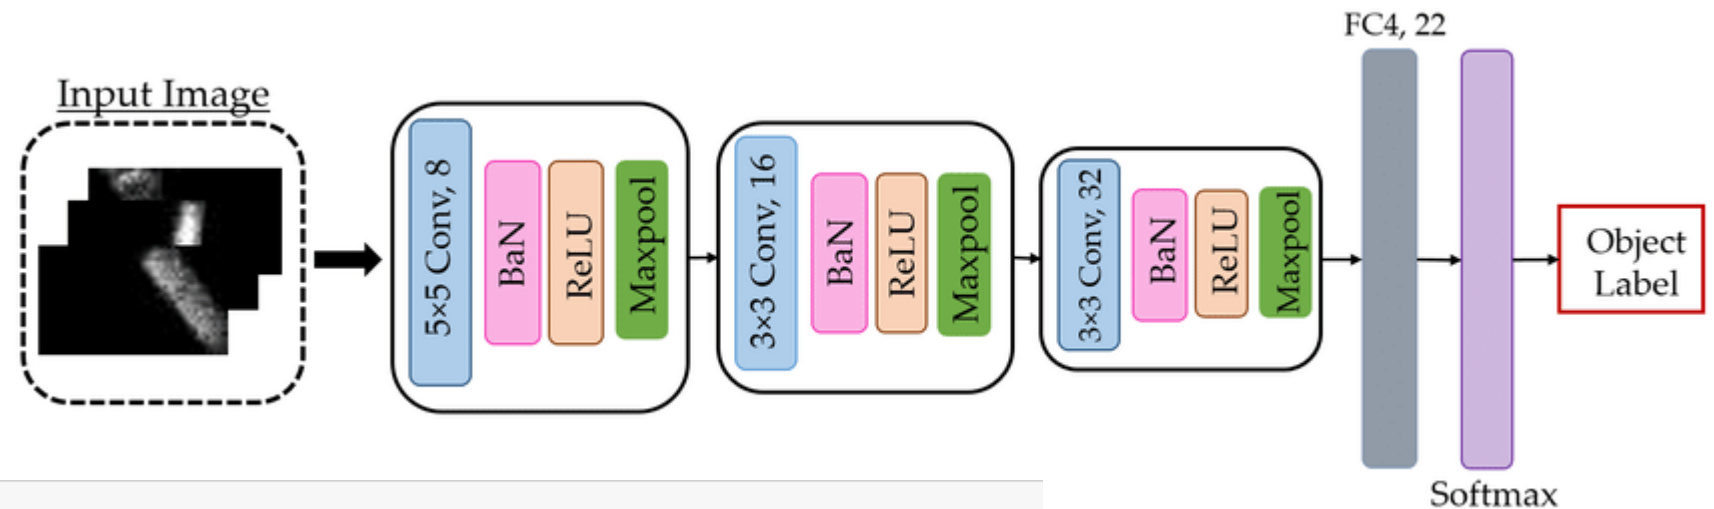 Input Image
5×5 Conv, 8
BaN
ReLU
Maxpool
3×3 Conv, 16
BaN
ReLU
Maxpool
3×3 Conv, 32
BaN
ReLU
Maxpool
FC4, 22
Softmax
Object
Label